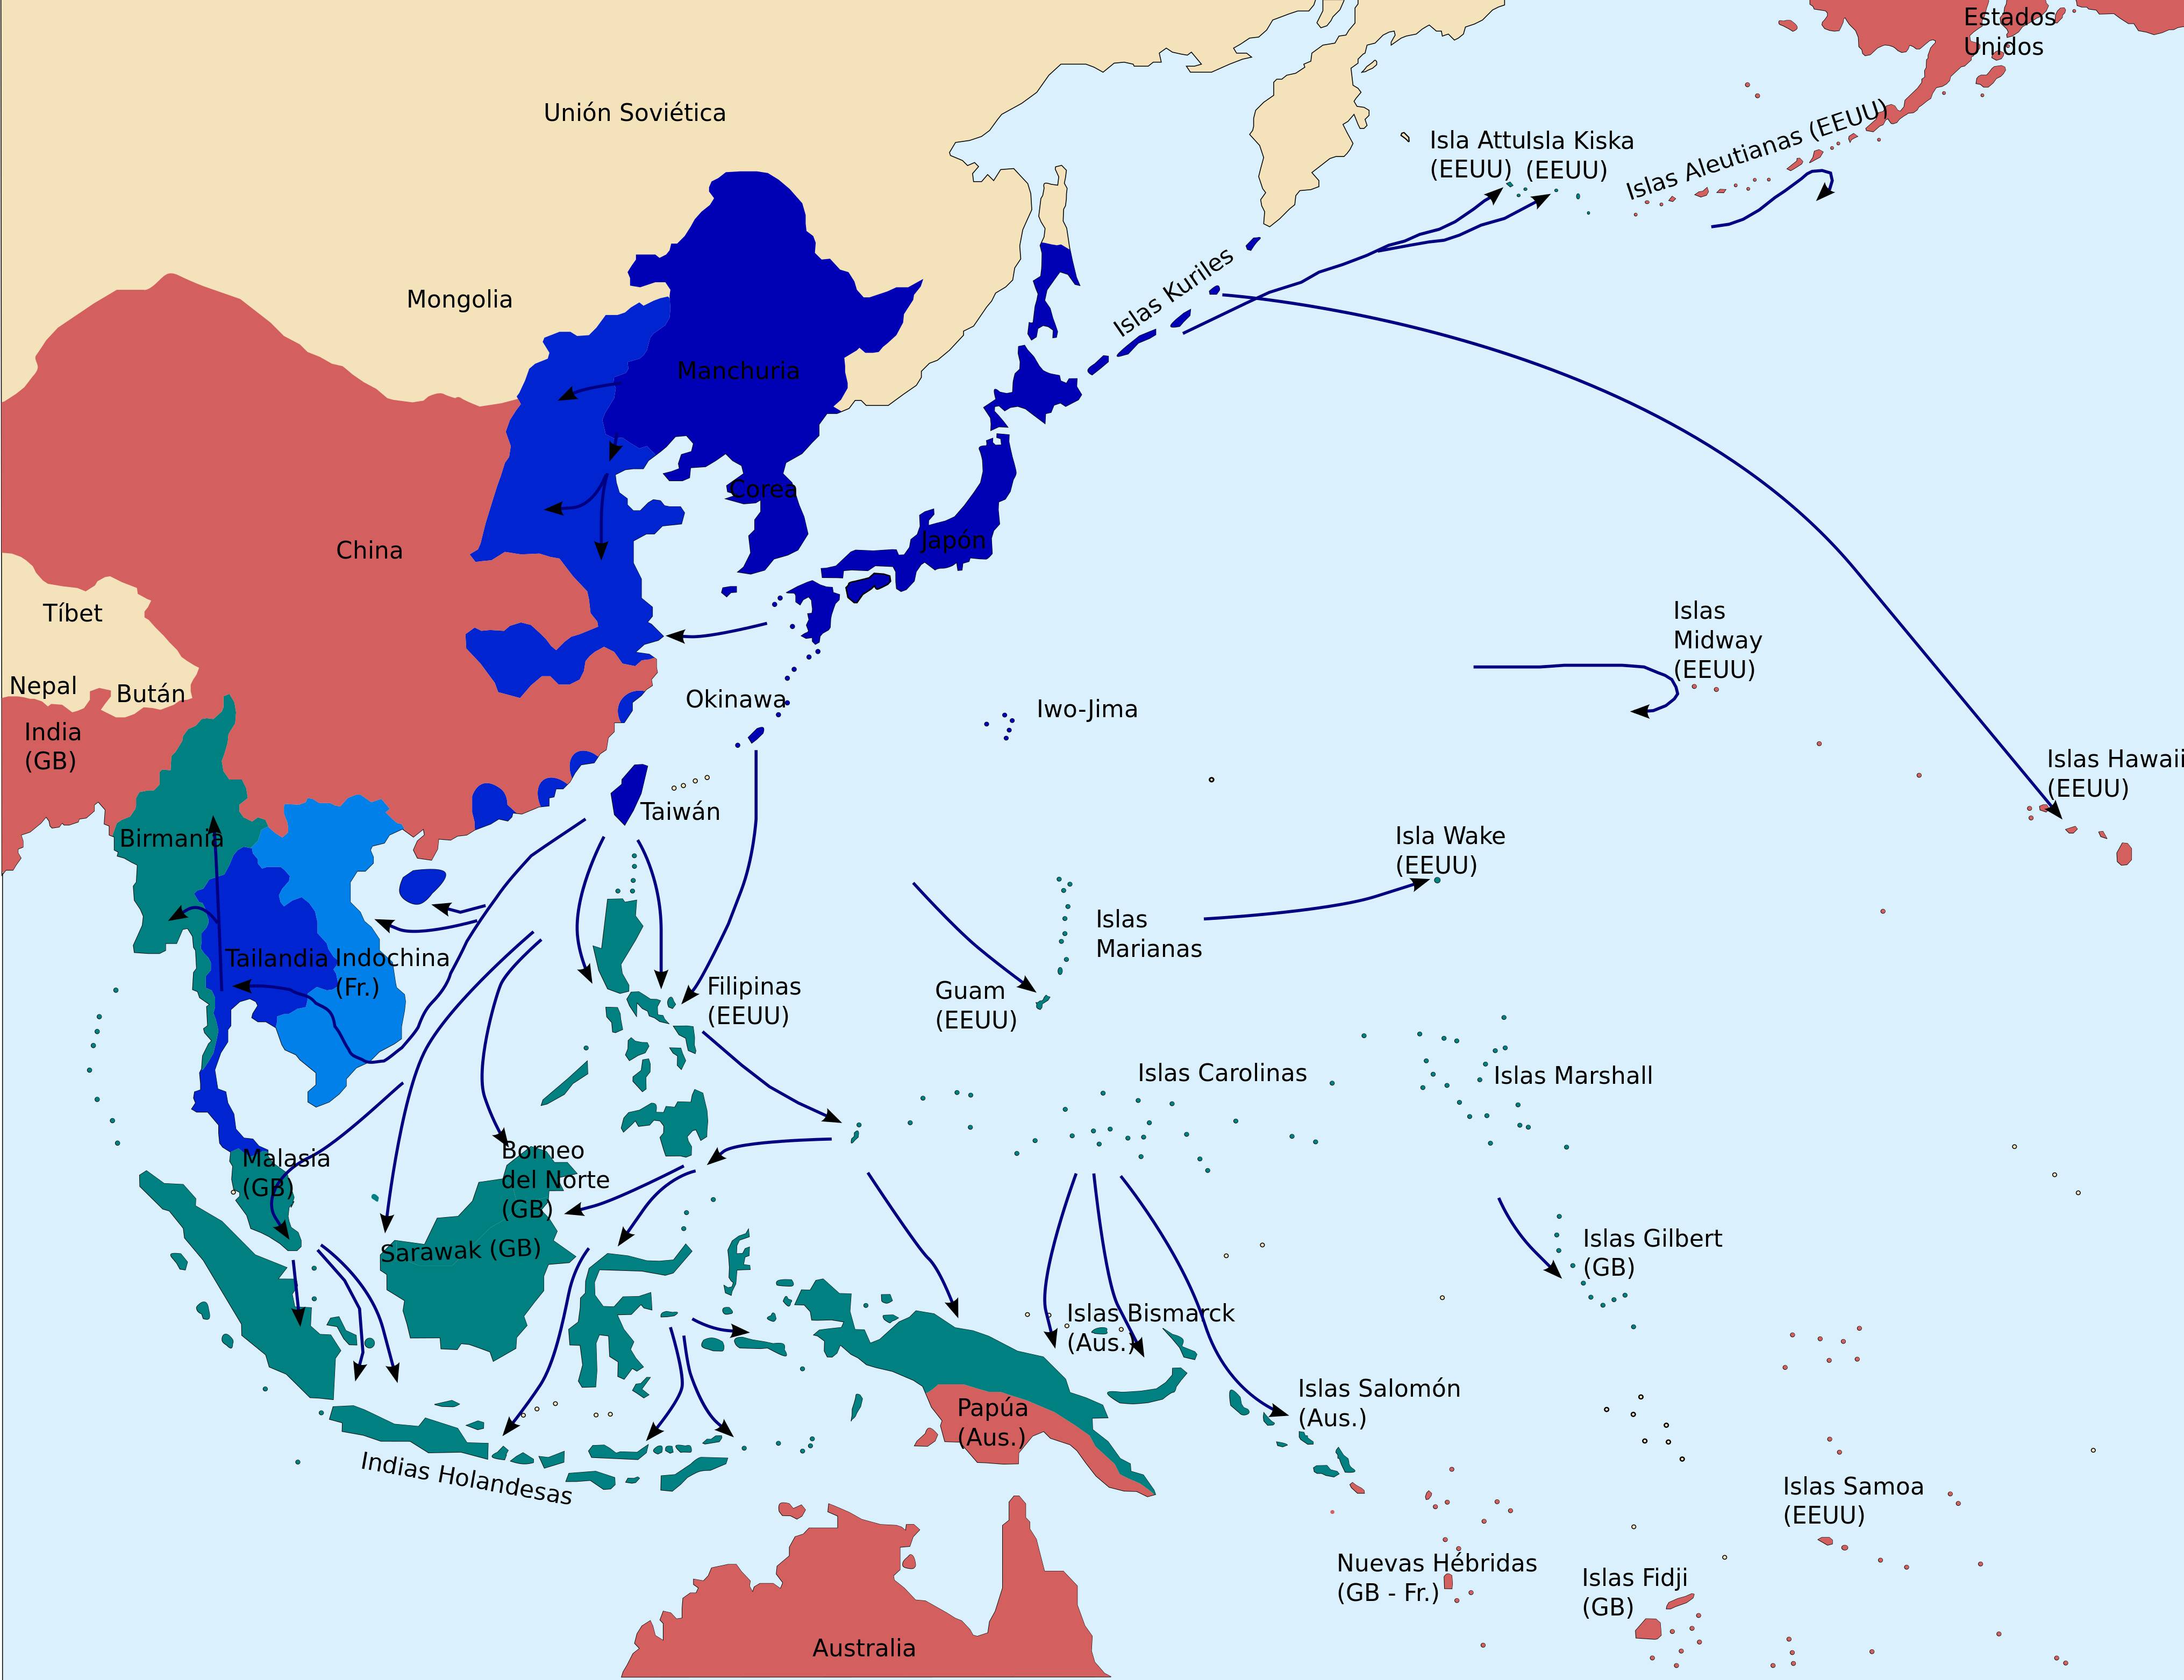 Estados
Unidos
Unión Soviética
Isla Attu
(EEUU)
Isla Kiska
(EEUU)
Islas Aleutianas (EEUU)
Islas Kuriles
Mongolia
Manchuria
Corea
Japón
China
Tíbet
Nepal
Bután
India
(GB)
Okinawa
Iwo-Jima
Islas
Midway
(EEUU)
Islas Hawaii
(EEUU)
Taiwán
Birmania
Isla Wake
(EEUU)
Islas
Marianas
Tailandia
Indochina
(Fr.)
Filipinas
(EEUU)
Guam
(EEUU)
Islas Carolinas
Islas Marshall
Malasia
(GB)
Borneo
del Norte
(GB)
Sarawak (GB)
Islas Gilbert
(GB)
Islas Bismarck
(Aus.)
Islas Salomón
(Aus.)
Papúa
(Aus.)
Indias Holandesas
Islas Samoa
(EEUU)
Nuevas Hébridas
(GB - Fr.)
Islas Fidji
(GB)
Australia